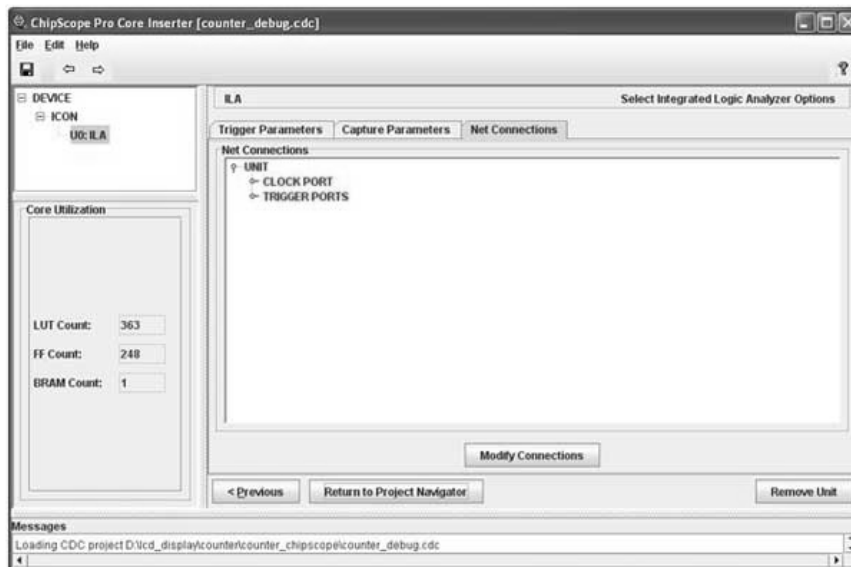 ChipScope Pro Core Inserter [counter_debug.cdc]
File Edit Help
DEVICE
ICON
U0: ILA
ILA Select Integrated Logic Analyzer Options
Trigger Parameters Capture Parameters Net Connections
Net Connections
UNIT
CLOCK PORT
TRIGGER PORTS
Core Utilization
LUT Count: 363
FF Count: 248
BRAM Count: 1
Modify Connections
< Previous Return to Project Navigator Remove Unit
Messages
Loading CDC project D:\lcd_display\counter\counter_chipscope\counter_debug.cdc